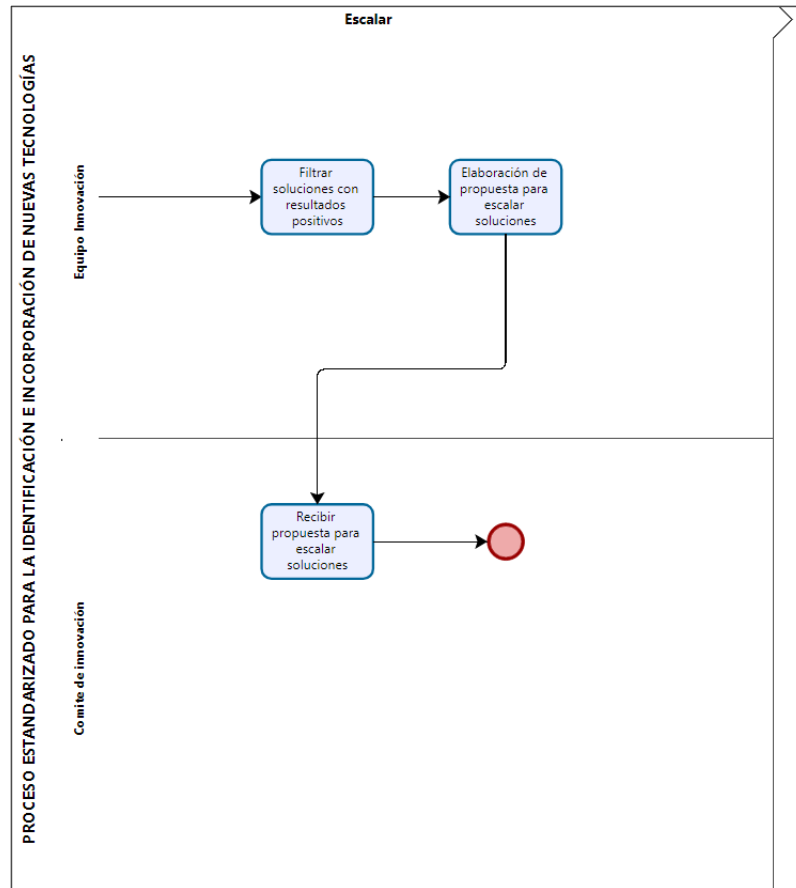 Escalar
PROCESO ESTANDARIZADO PARA LA IDENTIFICACIÓN E INCORPORACIÓN DE NUEVAS TECNOLOGÍAS
Equipo Innovación
Filtrar
soluciones con
resultados
positivos
Elaboración de
propuesta para
escalar
soluciones
Comite de innovación
Recibir
propuesta para
escalar
soluciones